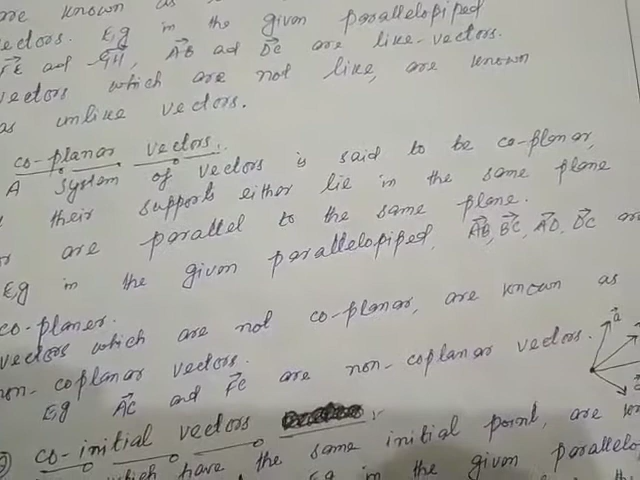 are known as
vectors. Eg in the given parallelopiped
FE and GH, AB ad DC are like-vectors.
vectors which are not like, are known
as unlike vectors.
co-planar vectors:
A system of vectors is said to be co-planar,
their supports either lie in the same plane
or are parallel to the same plane.
Eg in the given parallelopiped, AB, BC, AD, DC are
co-planer.
vectors which are not co-planar, are known as
non-coplanar vectors.
Eg AC and FC are non-coplanar vectors.
a
co-initial vectors :-
which have the same initial point, are
Eg in the given